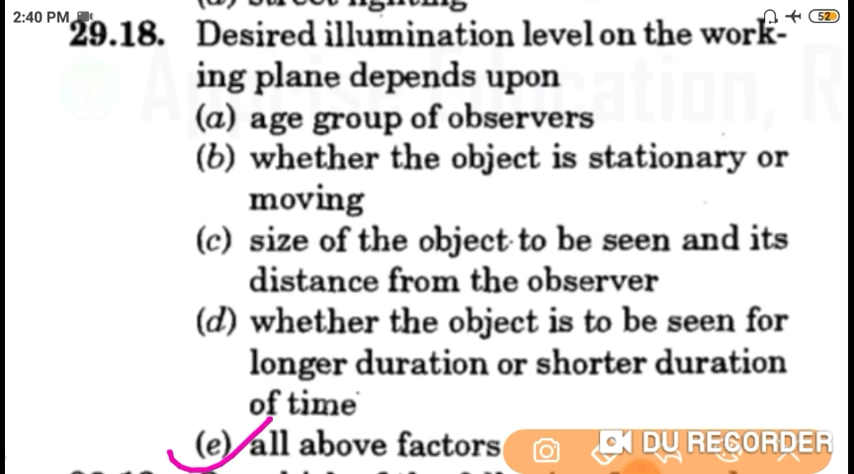 2:40 PM
52
29.18. Desired illumination level on the work-
ing plane depends upon
(a) age group of observers
(b) whether the object is stationary or
moving
(c) size of the object to be seen and its
distance from the observer
(d) whether the object is to be seen for
longer duration or shorter duration
of time
(e) all above factors
DU RECORDER